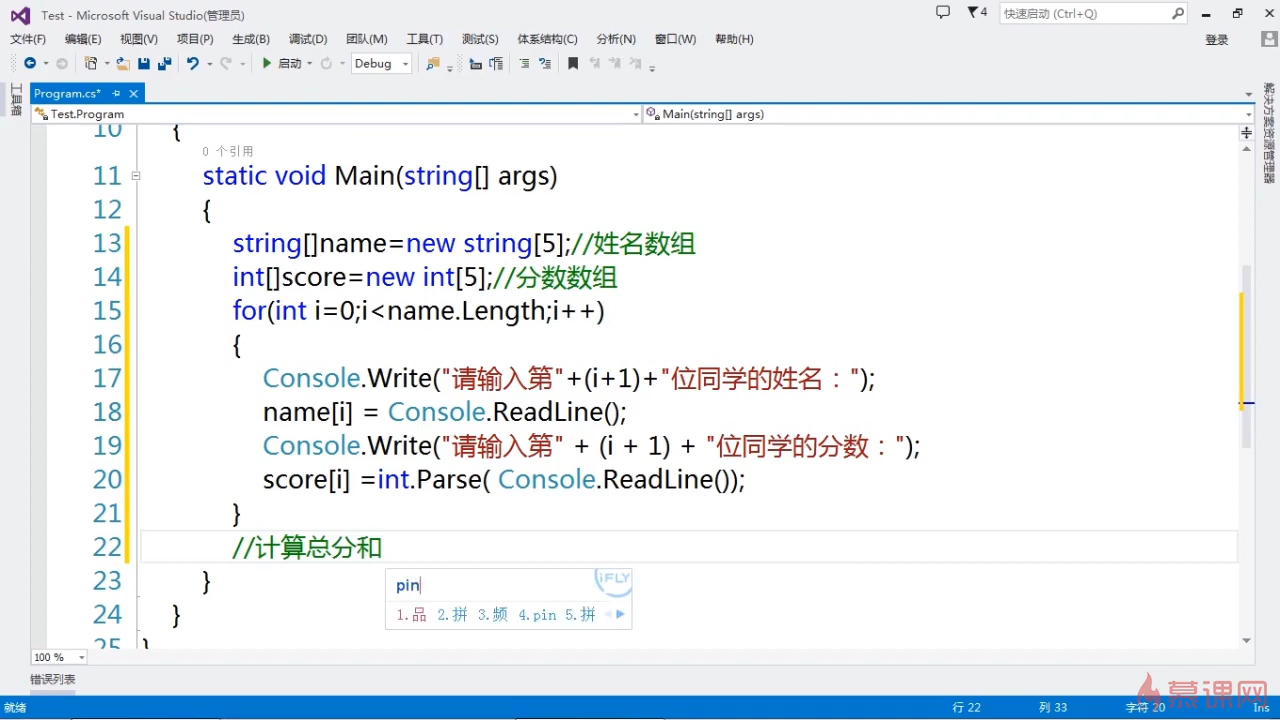 Test - Microsoft Visual Studio(管理员)
4
快速启动 (Ctrl+Q)
文件(F) 编辑(E) 视图(V) 项目(P) 生成(B) 调试(D) 团队(M) 工具(T) 测试(S) 体系结构(C) 分析(N) 窗口(W) 帮助(H)
登录
启动 Debug
工具箱
Program.cs*
解决方案资源管理器
Test.Program
Main(string[] args)
10 {
0 个引用
11 static void Main(string[] args)
12 {
13 string[]name=new string[5];//姓名数组
14 int[]score=new int[5];//分数数组
15 for(int i=0;i<name.Length;i++)
16 {
17 Console.Write("请输入第"+(i+1)+"位同学的姓名：");
18 name[i] = Console.ReadLine();
19 Console.Write("请输入第" + (i + 1) + "位同学的分数：");
20 score[i] =int.Parse( Console.ReadLine());
21 }
22 //计算总分和
23 }
pin
iFLY
24 }
1.品 2.拼 3.频 4.pin 5.拼
25 }
100 %
错误列表
慕课网
就绪
行 22 列 33 字符 20 Ins